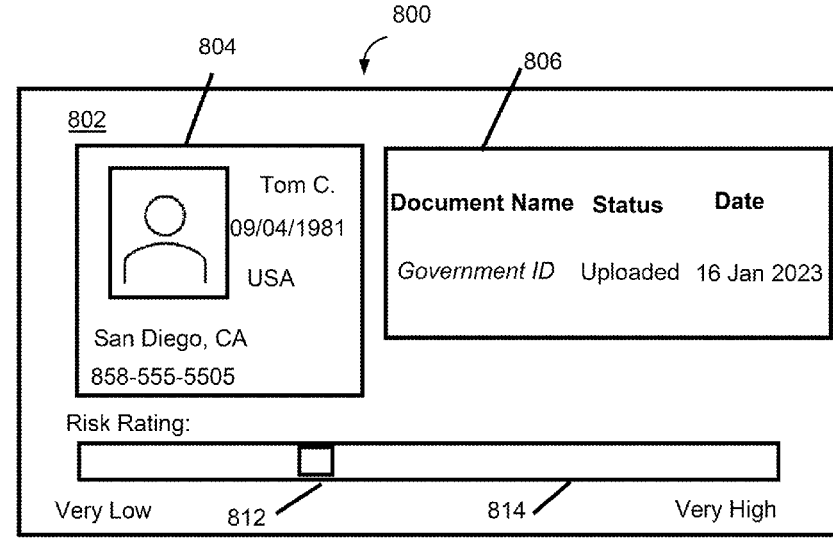 800
804
806
802
Tom C.
09/04/1981
USA
San Diego, CA
858-555-5505
Document Name Status Date
Government ID Uploaded 16 Jan 2023
Risk Rating:
Very Low 812 814 Very High